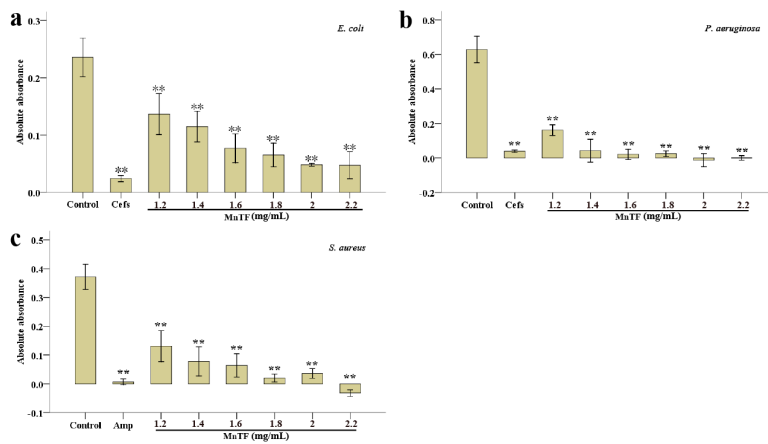 a
E. coli
Absolute absorbance
0.3
0.2
0.1
0.0
**
**
**
**
**
**
**
Control Cefs 1.2 1.4 1.6 1.8 2 2.2
MnTF (mg/mL)
b
P. aeruginosa
Absolute absorbance
0.8
0.6
0.4
0.2
0.0
-0.2
**
**
**
**
**
**
**
Control Cefs 1.2 1.4 1.6 1.8 2 2.2
MnTF (mg/mL)
c
S. aureus
Absolute absorbance
0.5
0.4
0.3
0.2
0.1
0.0
-0.1
**
**
**
**
**
**
**
Control Amp 1.2 1.4 1.6 1.8 2 2.2
MnTF (mg/mL)